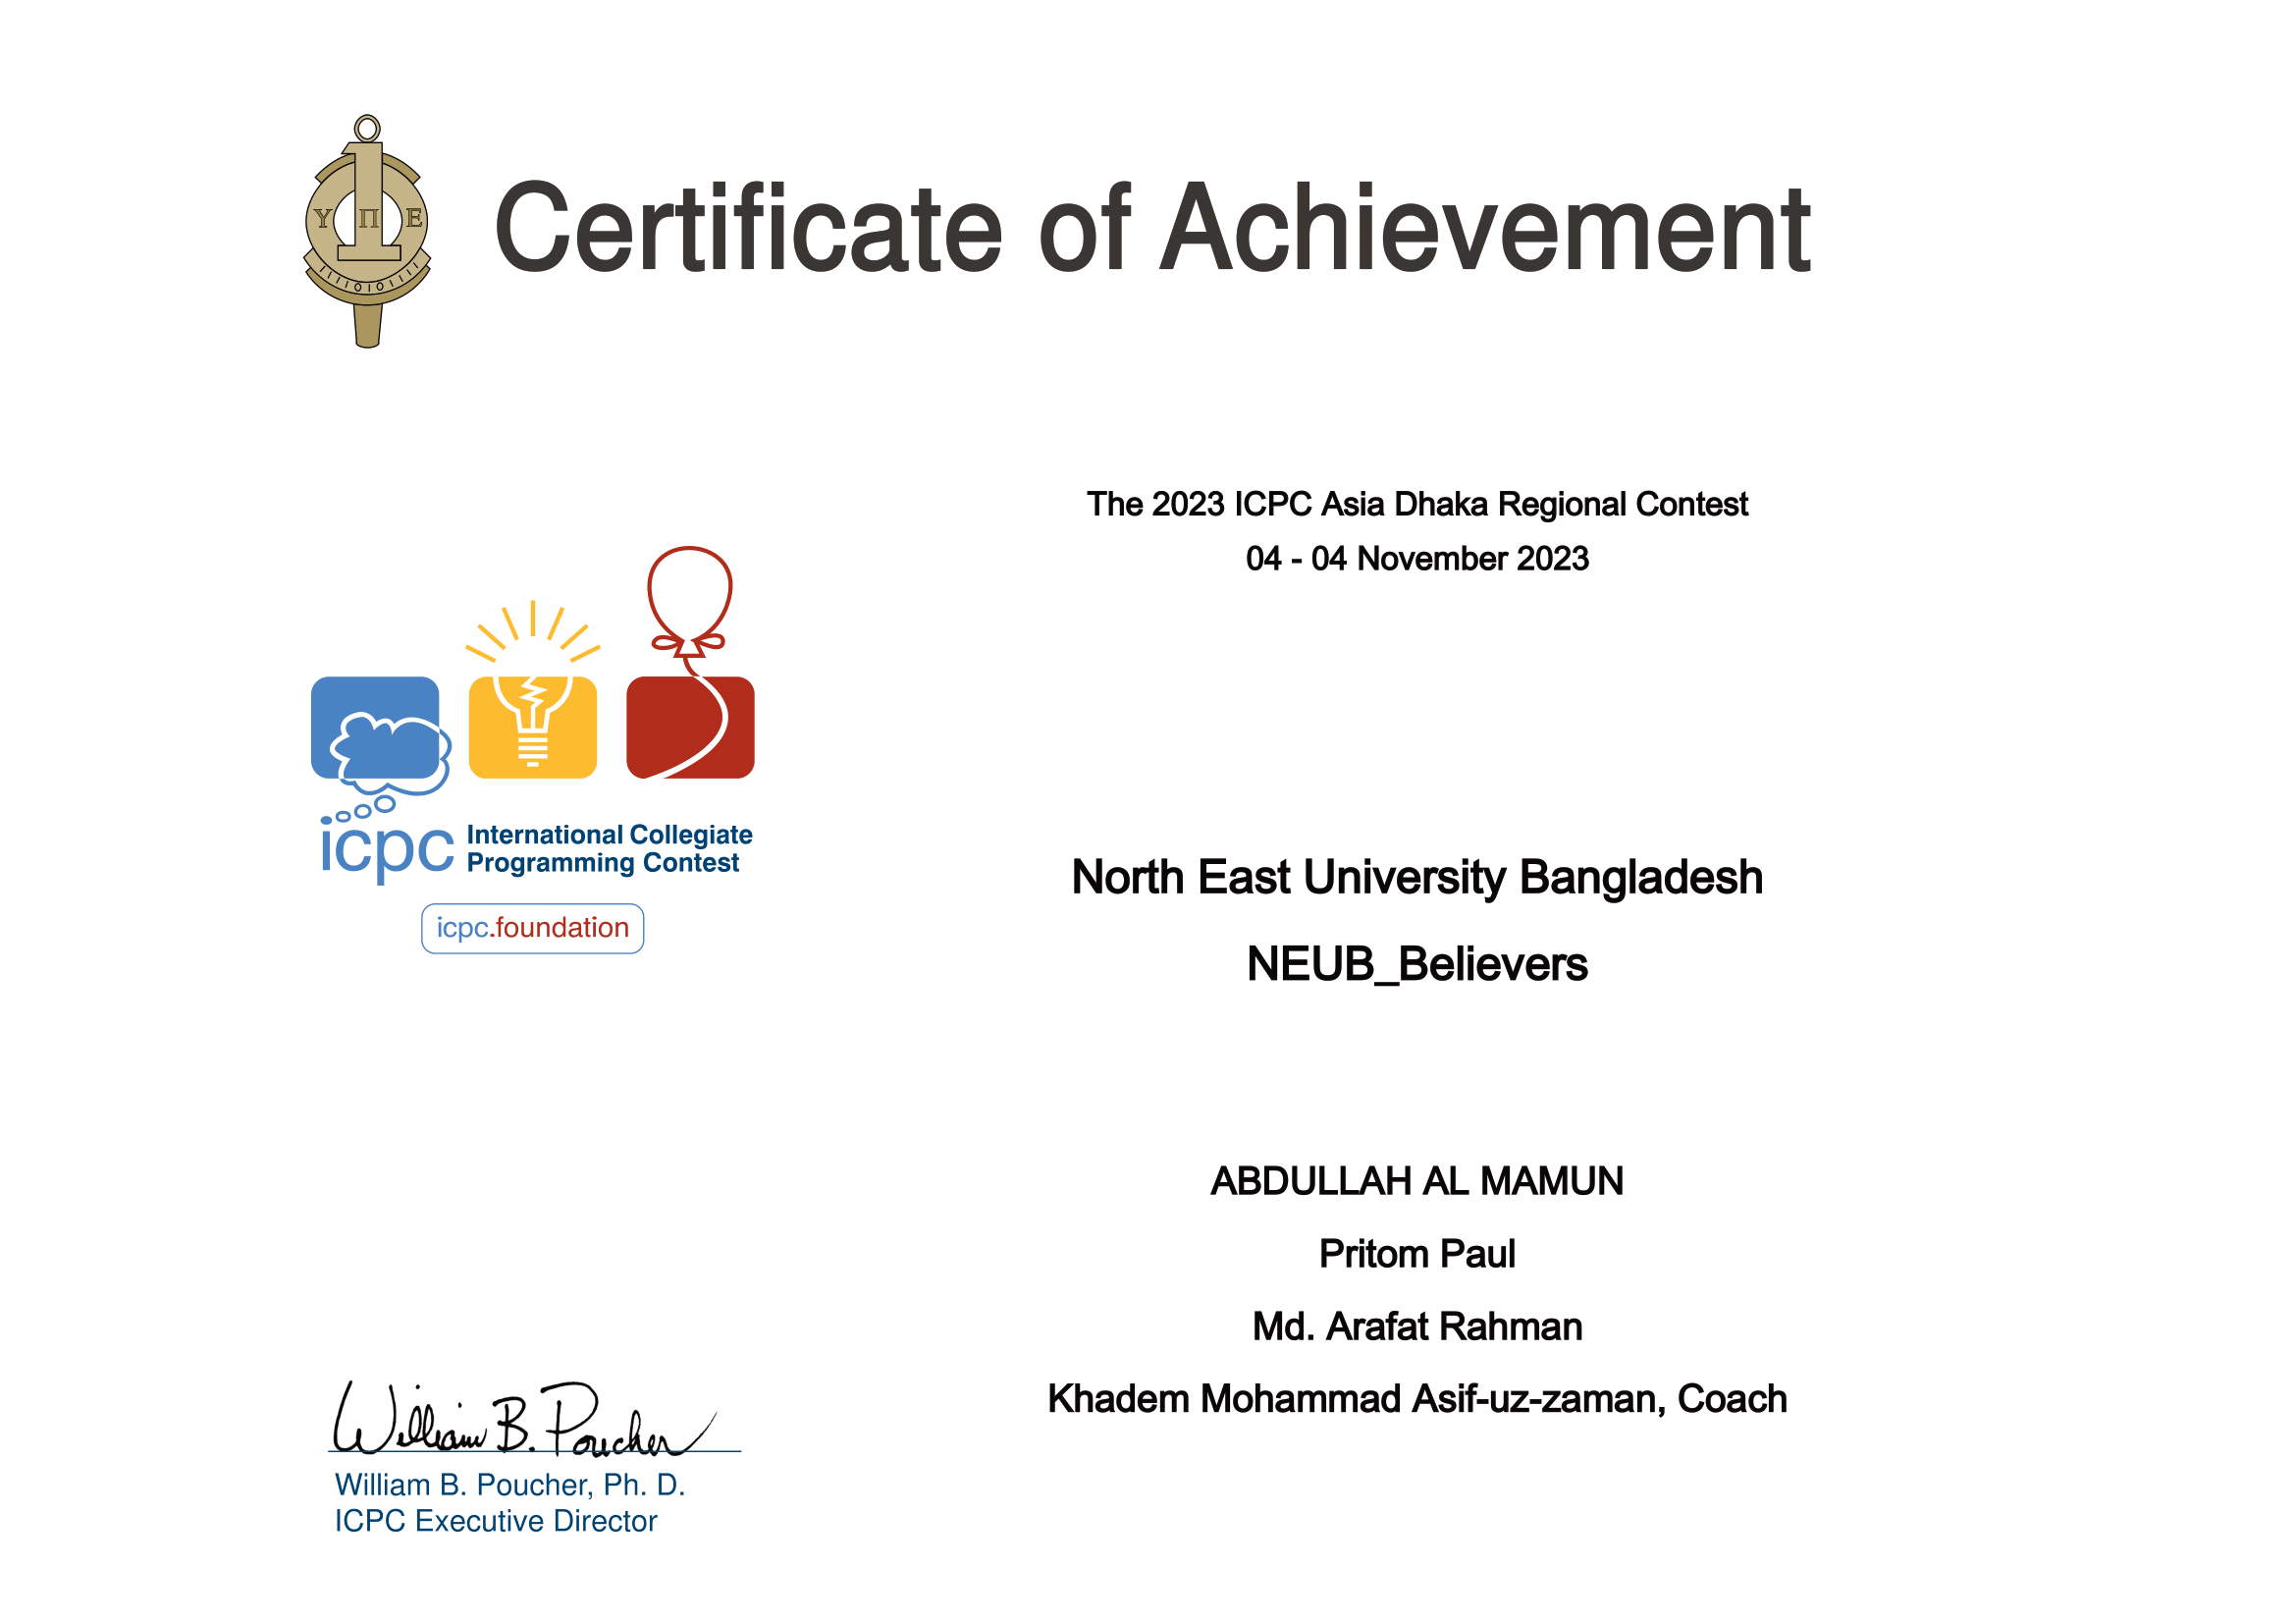 Certificate of Achievement
Υ Π Ε
The 2023 ICPC Asia Dhaka Regional Contest
04 - 04 November 2023
icpc International Collegiate
Programming Contest
icpc.foundation
North East University Bangladesh
NEUB_Believers
ABDULLAH AL MAMUN
Pritom Paul
Md. Arafat Rahman
Khadem Mohammad Asif-uz-zaman, Coach
William B. Poucher
William B. Poucher, Ph. D.
ICPC Executive Director